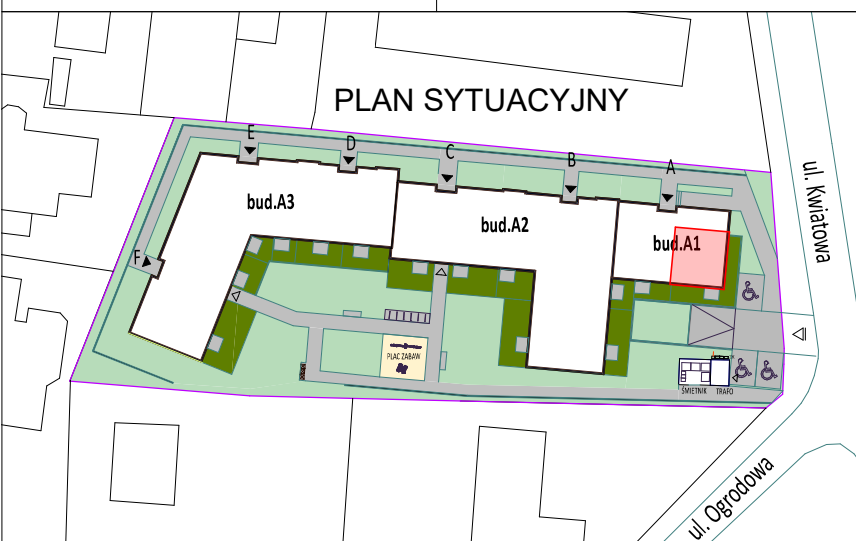 PLAN SYTUACYJNY
E
D
C
B
A
ul. Kwiatowa
bud.A3
bud.A2
bud.A1
F
PLAC ZABAW
ŚMIETNIK
TRAFO
ul. Ogrodowa